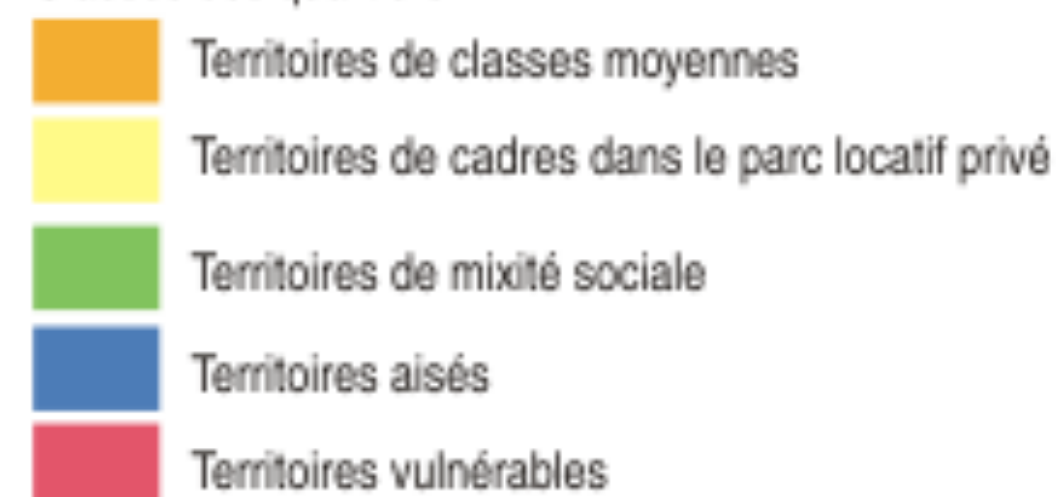 Territoires de classes moyennes
Territoires de cadres dans le parc locatif privé
Territoires de mixité sociale
Territoires aisés
Territoires vulnérables